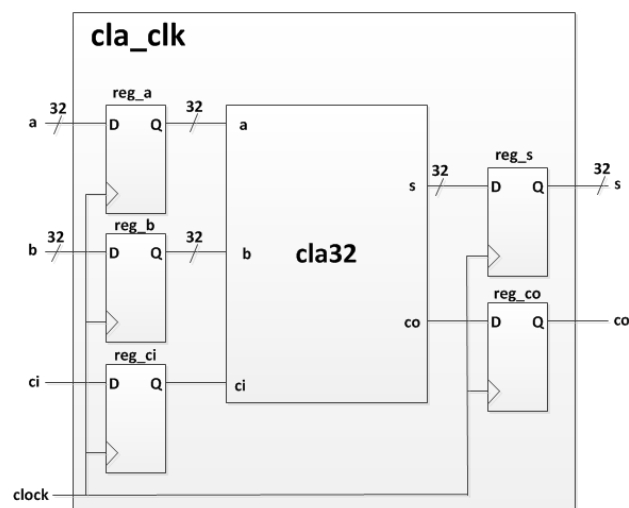 cla_clk
reg_a
32
32
a
D Q
a
reg_s
32
32
s
D Q
s
reg_b
32
32
b
D Q
b
cla32
reg_co
co
D Q
co
reg_ci
ci
D Q
ci
clock